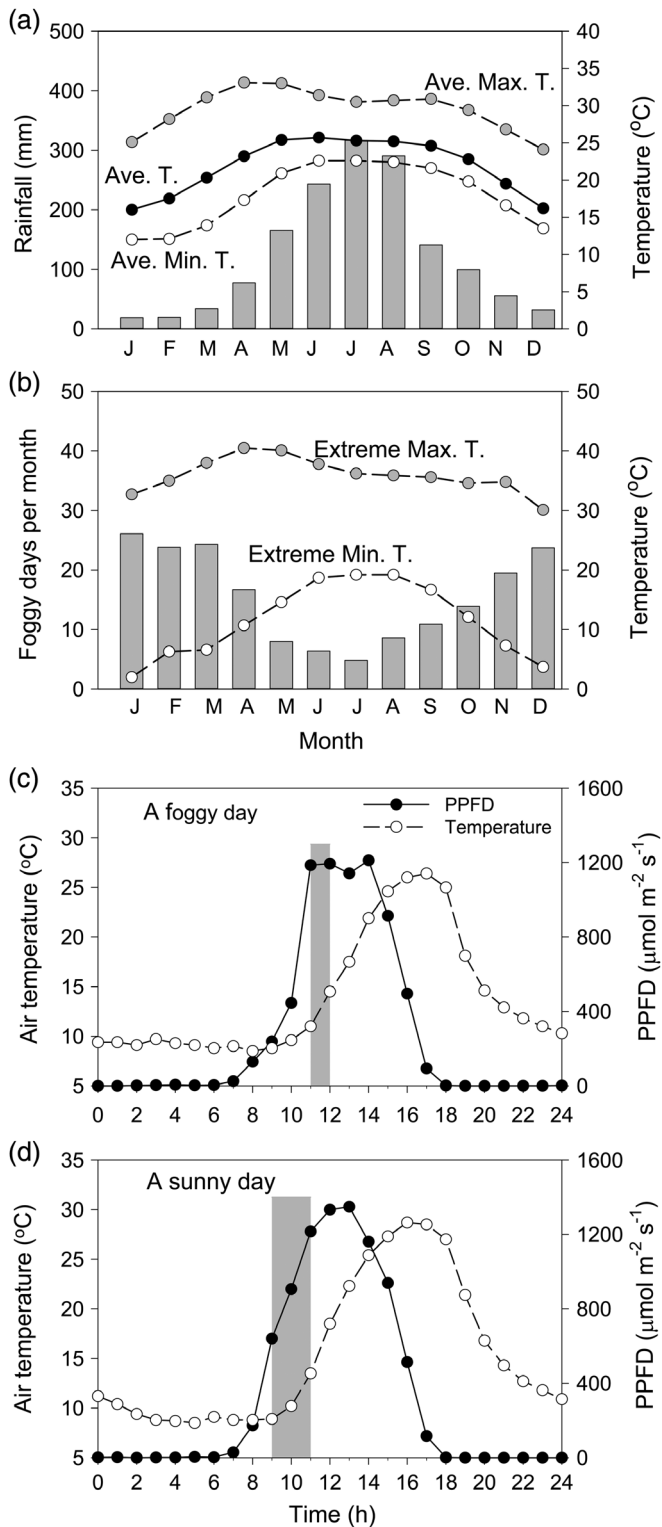 (a)
500
400
300
200
100
0
Rainfall (mm)
Ave. Max. T.
Ave. T.
Ave. Min. T.
40
35
30
25
20
15
10
5
0
Temperature (°C)
J F M A M J J A S O N D
(b)
50
40
30
20
10
0
Foggy days per month
Extreme Max. T.
Extreme Min. T.
50
40
30
20
10
0
Temperature (°C)
J F M A M J J A S O N D
Month
(c)
35
30
25
20
15
10
5
Air temperature (°C)
A foggy day
PPFD
Temperature
1600
1200
800
400
0
PPFD (μmol m⁻² s⁻¹)
0 2 4 6 8 10 12 14 16 18 20 22 24
(d)
35
30
25
20
15
10
5
Air temperature (°C)
A sunny day
1600
1200
800
400
0
PPFD (μmol m⁻² s⁻¹)
0 2 4 6 8 10 12 14 16 18 20 22 24
Time (h)